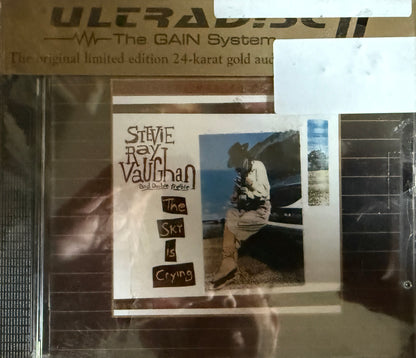 ULTRADISC II
The GAIN System
The original limited edition 24-karat gold aud
STEVIE
Ray
Vaughan
And Double Trouble
The
Sky
is
Crying